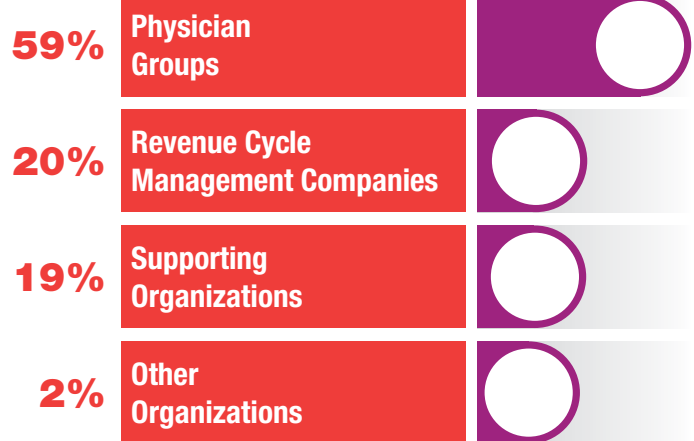 59%
Physician
Groups
20%
Revenue Cycle
Management Companies
19%
Supporting
Organizations
2%
Other
Organizations